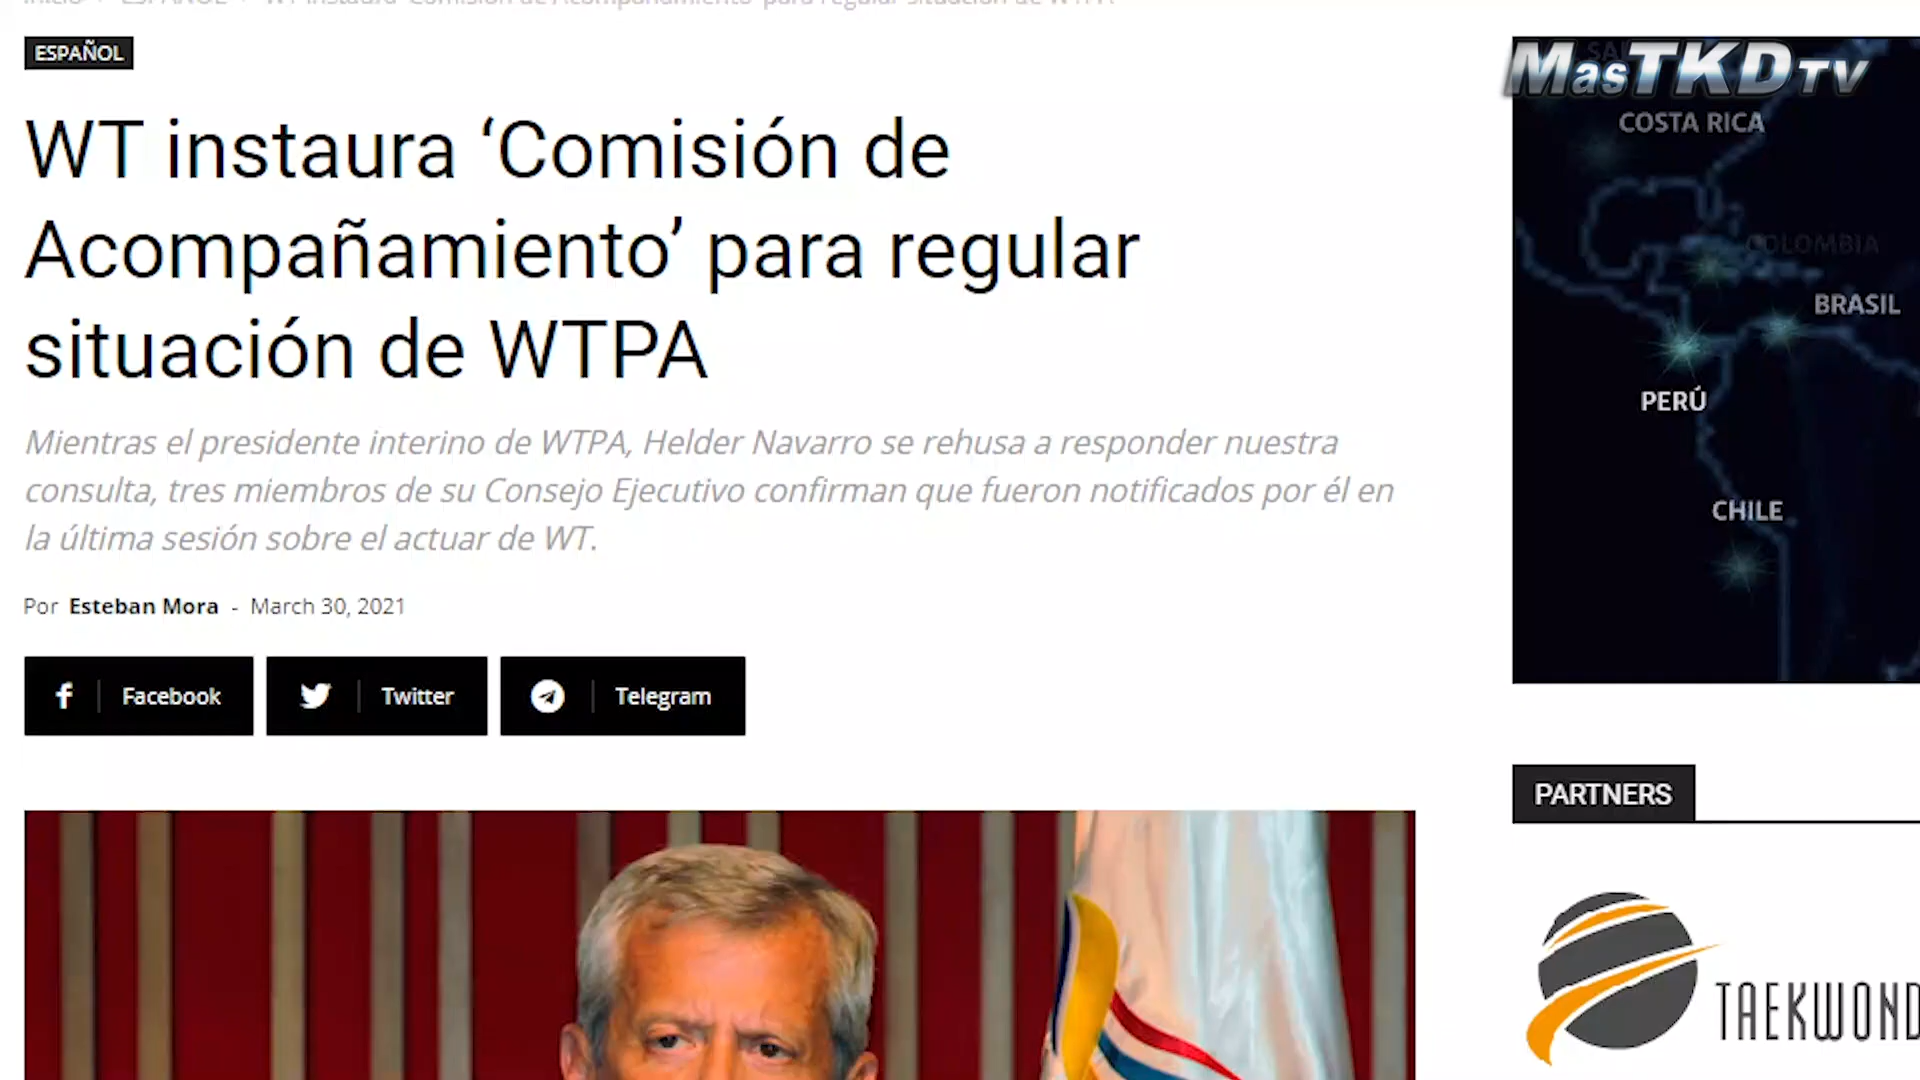 ESPAÑOL
MasTKDTV
WT instaura ‘Comisión de
Acompañamiento’ para regular
situación de WTPA
Mientras el presidente interino de WTPA, Helder Navarro se rehusa a responder nuestra
consulta, tres miembros de su Consejo Ejecutivo confirman que fueron notificados por él en
la última sesión sobre el actuar de WT.
Por Esteban Mora - March 30, 2021
Facebook
Twitter
Telegram
COSTA RICA
COLOMBIA
BRASIL
PERÚ
CHILE
PARTNERS
TAEKWOND